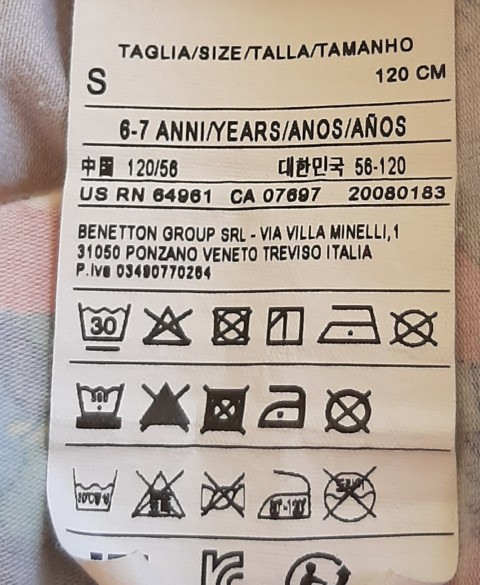 TAGLIA/SIZE/TALLA/TAMANHO
S 120 CM
6-7 ANNI/YEARS/ANOS/AÑOS
中国 120/56 대한민국 56-120
US RN 64961 CA 07697 20080183
BENETTON GROUP SRL - VIA VILLA MINELLI,1
31050 PONZANO VENETO TREVISO ITALIA
P.iva 03490770264
30